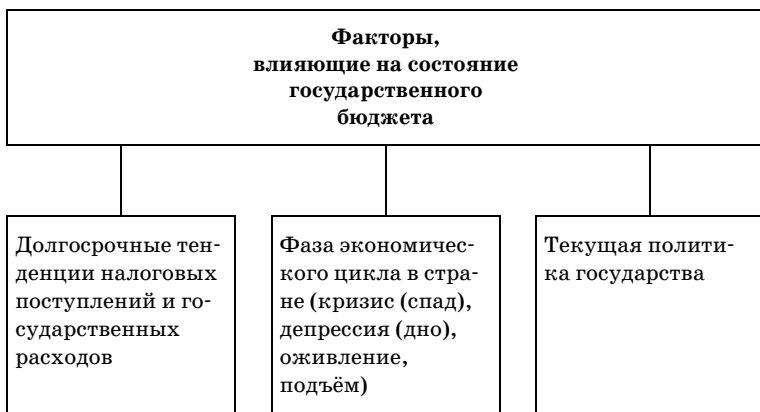 Факторы,
влияющие на состояние
государственного
бюджета
Долгосрочные тен-
денции налоговых
поступлений и го-
сударственных
расходов
Фаза экономичес-
кого цикла в стра-
не (кризис (спад),
депрессия (дно),
оживление,
подъём)
Текущая полити-
ка государства